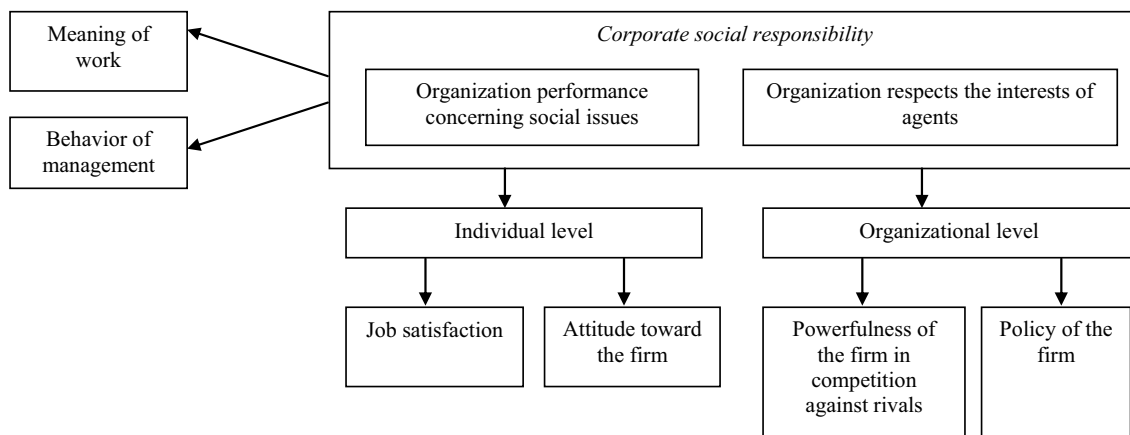 Meaning of
work
Behavior of
management
Corporate social responsibility
Organization performance
concerning social issues
Organization respects the interests of
agents
Individual level
Organizational level
Job satisfaction
Attitude toward
the firm
Powerfulness of
the firm in
competition
against rivals
Policy of the
firm